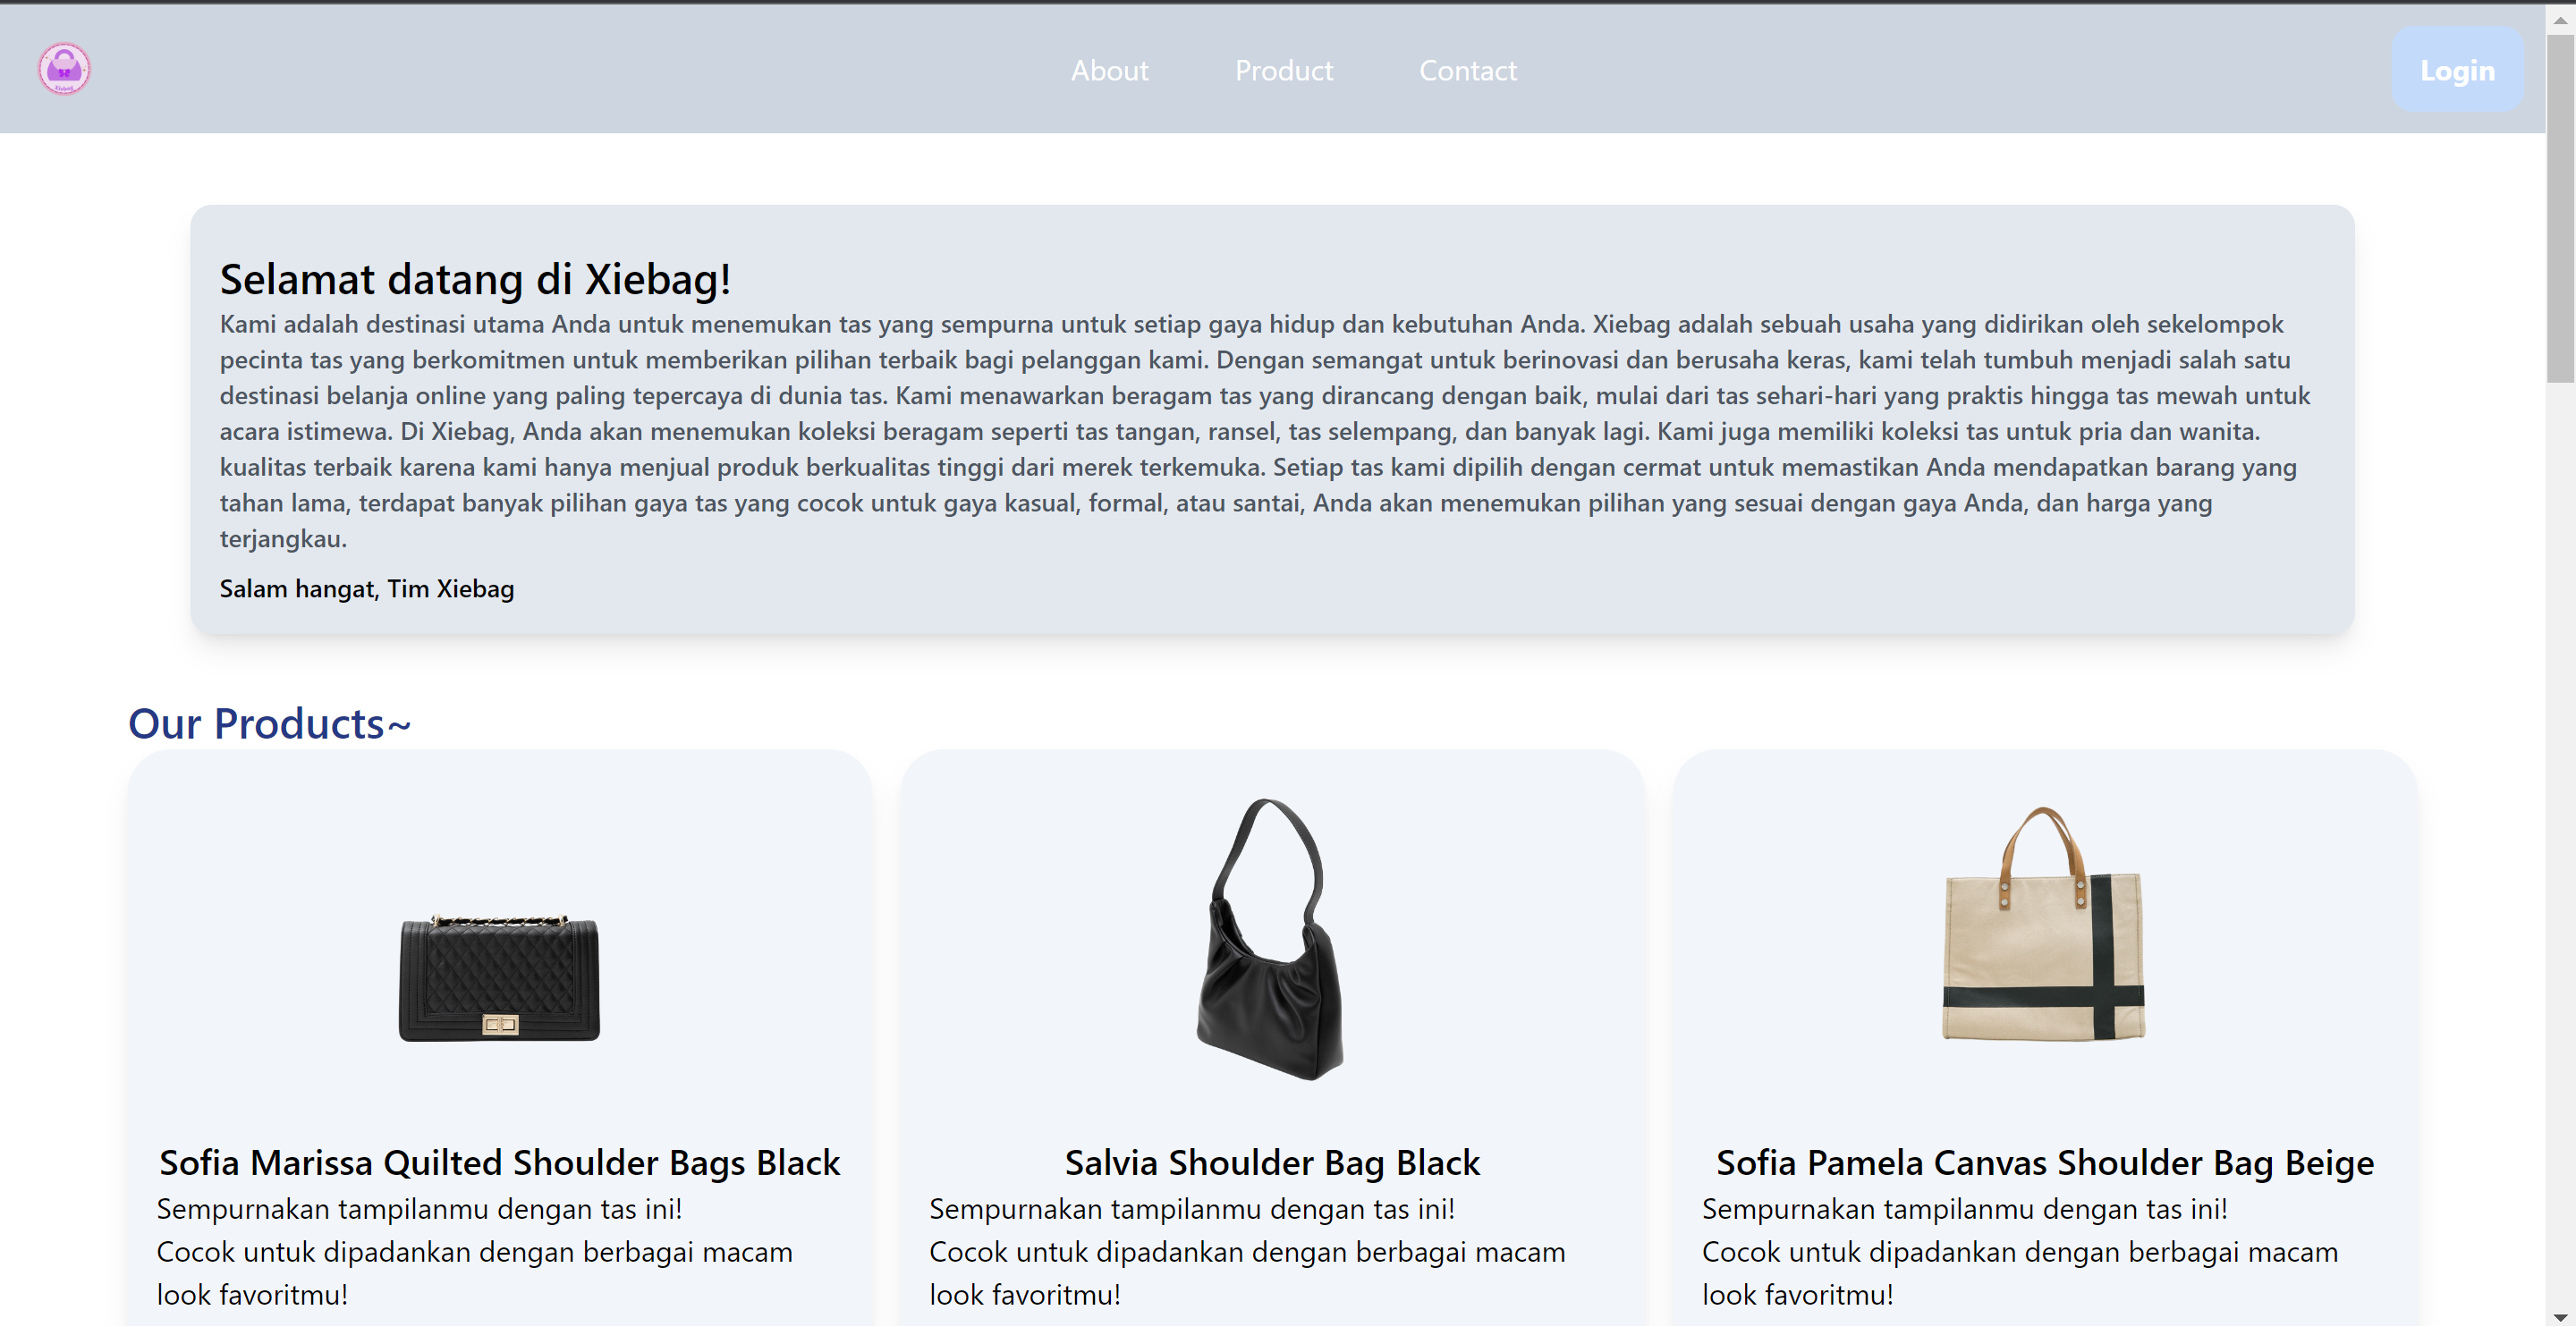 About Product Contact Login
Selamat datang di Xiebag!
Kami adalah destinasi utama Anda untuk menemukan tas yang sempurna untuk setiap gaya hidup dan kebutuhan Anda. Xiebag adalah sebuah usaha yang didirikan oleh sekelompok
pecinta tas yang berkomitmen untuk memberikan pilihan terbaik bagi pelanggan kami. Dengan semangat untuk berinovasi dan berusaha keras, kami telah tumbuh menjadi salah satu
destinasi belanja online yang paling tepercaya di dunia tas. Kami menawarkan beragam tas yang dirancang dengan baik, mulai dari tas sehari-hari yang praktis hingga tas mewah untuk
acara istimewa. Di Xiebag, Anda akan menemukan koleksi beragam seperti tas tangan, ransel, tas selempang, dan banyak lagi. Kami juga memiliki koleksi tas untuk pria dan wanita.
kualitas terbaik karena kami hanya menjual produk berkualitas tinggi dari merek terkemuka. Setiap tas kami dipilih dengan cermat untuk memastikan Anda mendapatkan barang yang
tahan lama, terdapat banyak pilihan gaya tas yang cocok untuk gaya kasual, formal, atau santai, Anda akan menemukan pilihan yang sesuai dengan gaya Anda, dan harga yang
terjangkau.
Salam hangat, Tim Xiebag
Our Products~
Sofia Marissa Quilted Shoulder Bags Black
Sempurnakan tampilanmu dengan tas ini!
Cocok untuk dipadankan dengan berbagai macam
look favoritmu!
Salvia Shoulder Bag Black
Sempurnakan tampilanmu dengan tas ini!
Cocok untuk dipadankan dengan berbagai macam
look favoritmu!
Sofia Pamela Canvas Shoulder Bag Beige
Sempurnakan tampilanmu dengan tas ini!
Cocok untuk dipadankan dengan berbagai macam
look favoritmu!